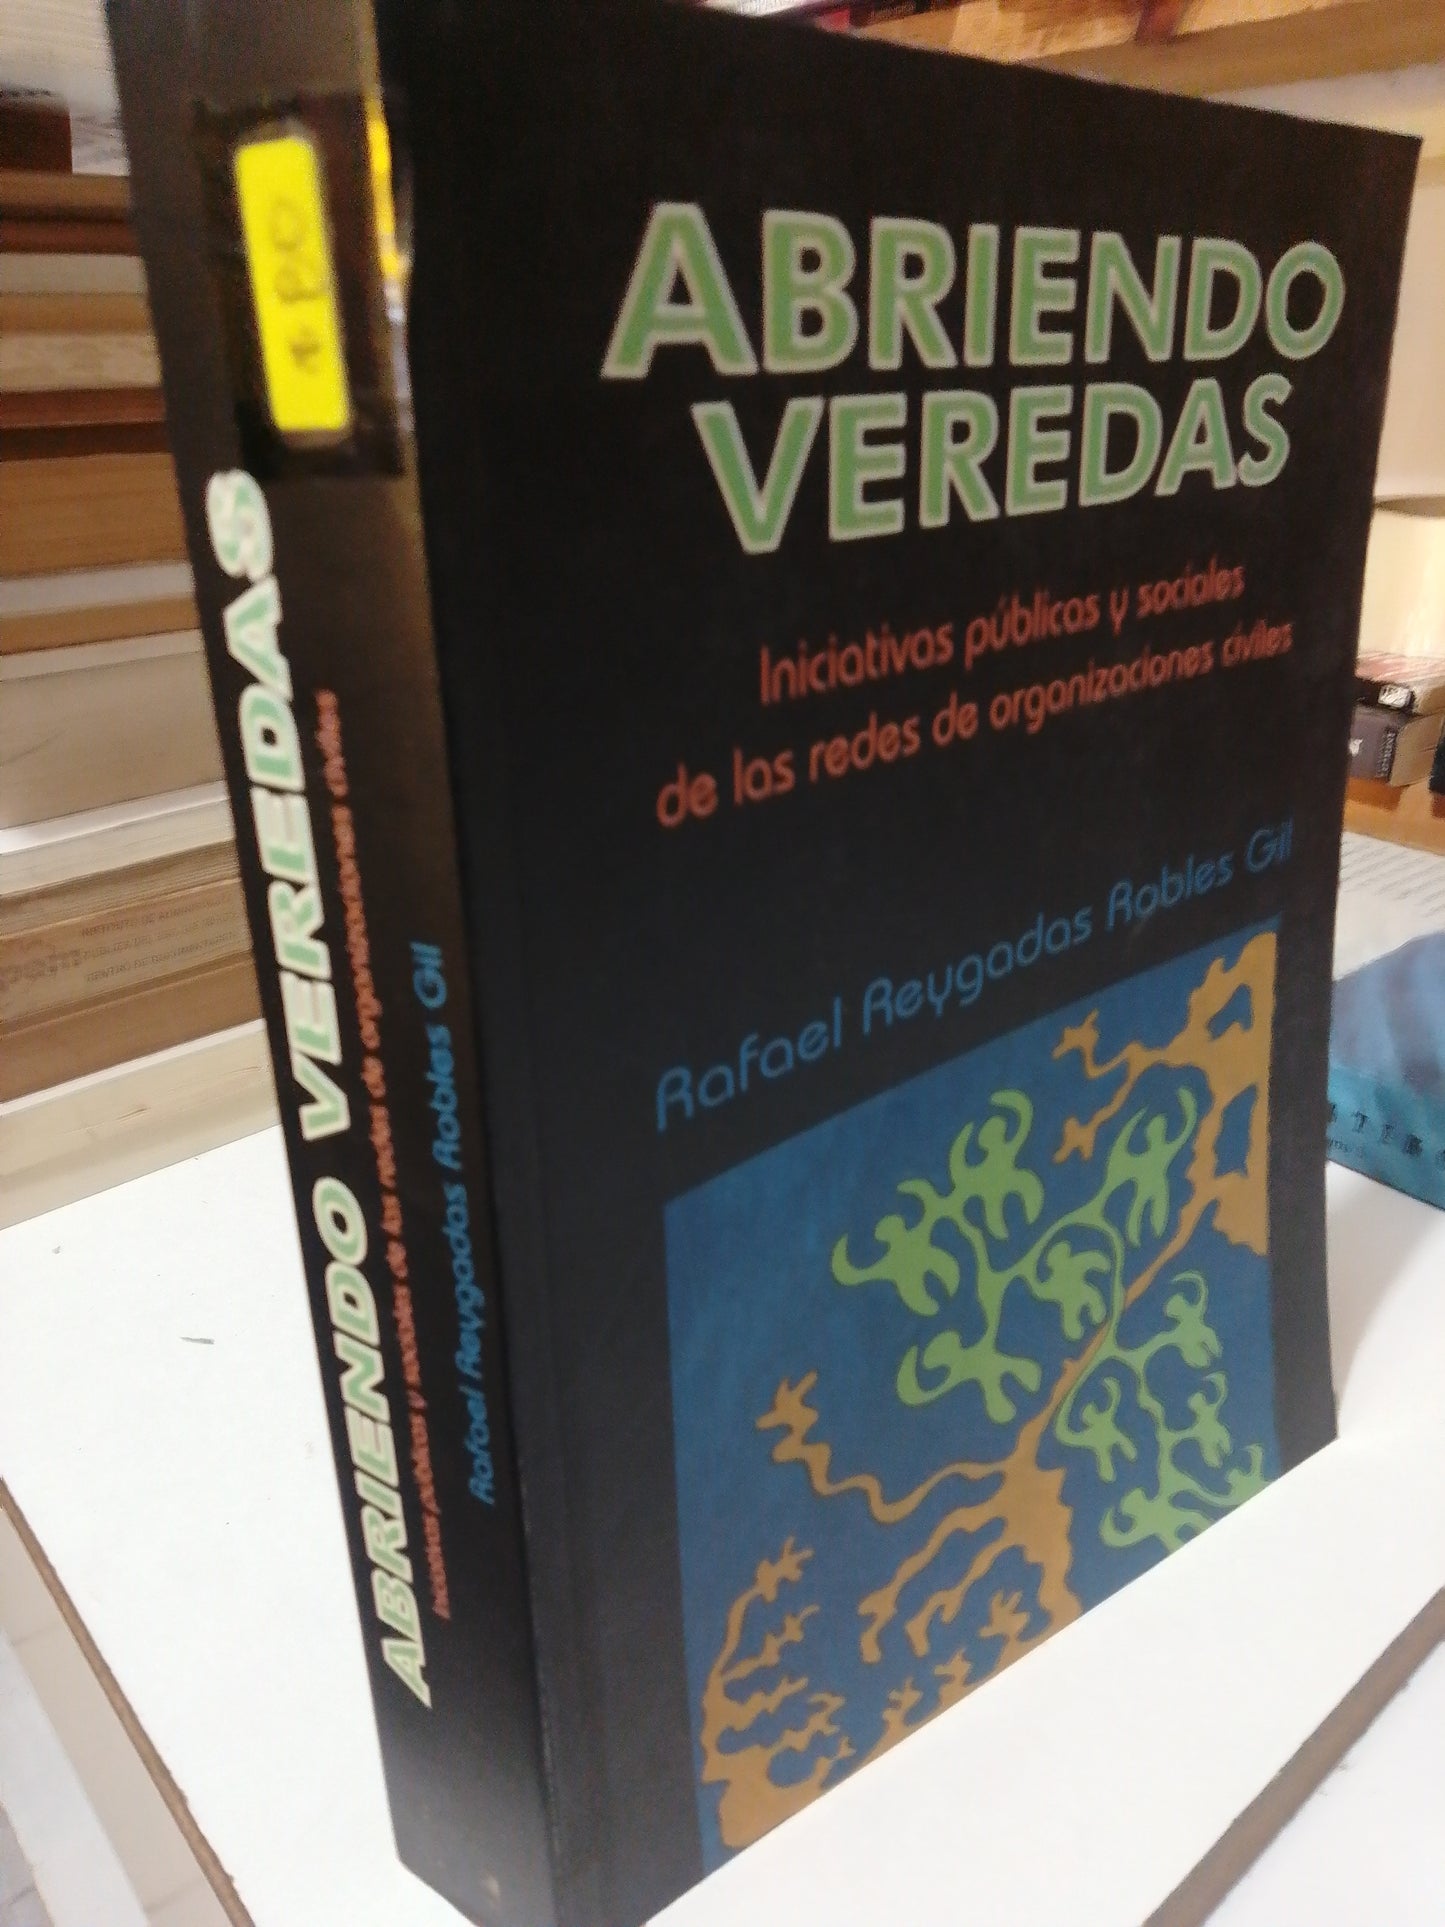 ABRIENDO
VEREDAS
Iniciativas públicas y sociales
de las redes de organizaciones civiles
Rafael Reygadas Robles Gil
ABRIENDO VEREDAS
Iniciativas públicas y sociales de las redes de organizaciones civiles
Rafael Reygadas Robles Gil